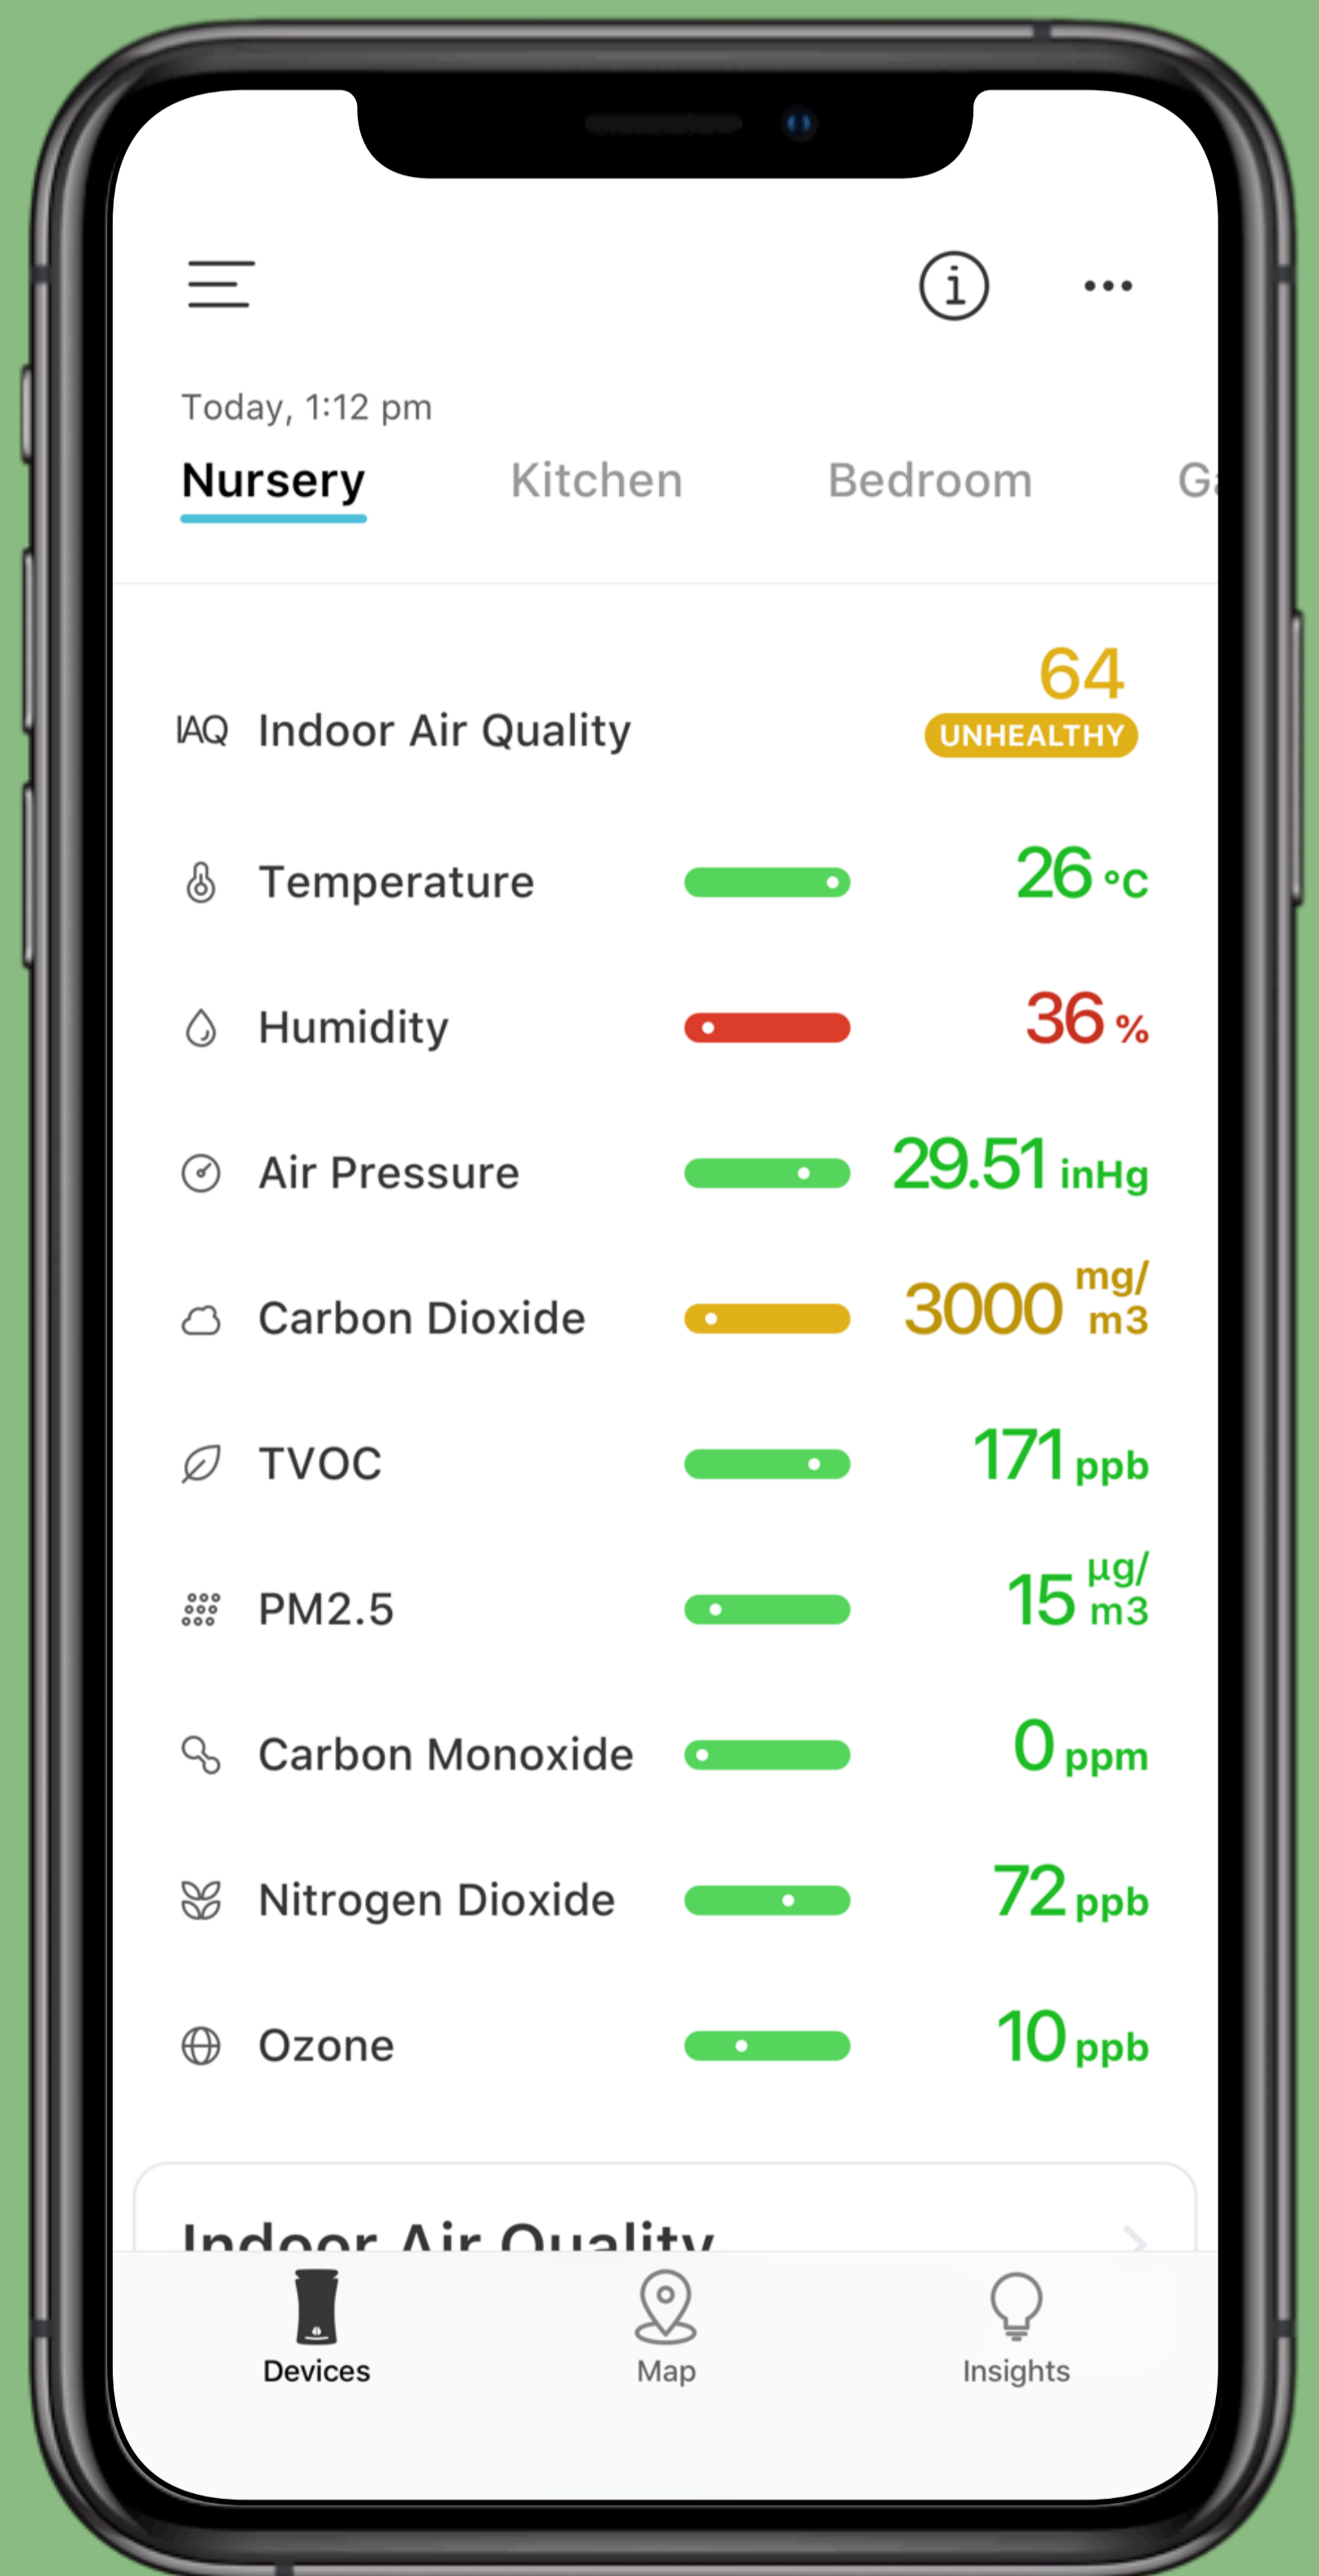 Today, 1:12 pm
Nursery Kitchen Bedroom Ga
64
IAQ Indoor Air Quality
UNHEALTHY
Temperature 26 °C
Humidity 36 %
Air Pressure 29.51 inHg
Carbon Dioxide 3000 mg/
m3
TVOC 171 ppb
PM2.5 15 µg/
m3
Carbon Monoxide 0 ppm
Nitrogen Dioxide 72 ppb
Ozone 10 ppb
Indoor Air Quality
Devices Map Insights